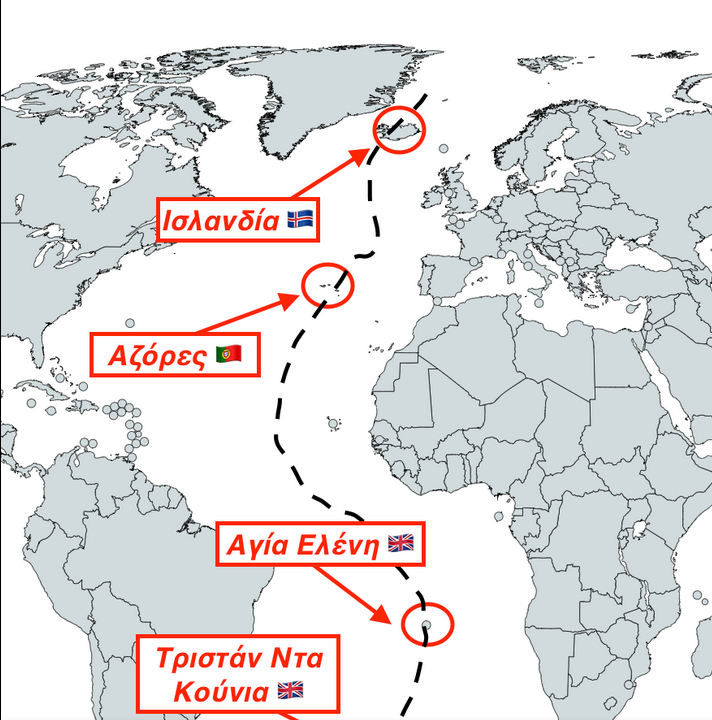 Ισλανδία 🇮🇸
Αζόρες 🇵🇹
Αγία Ελένη 🇬🇧
Τριστάν Ντα
Κούνια 🇬🇧